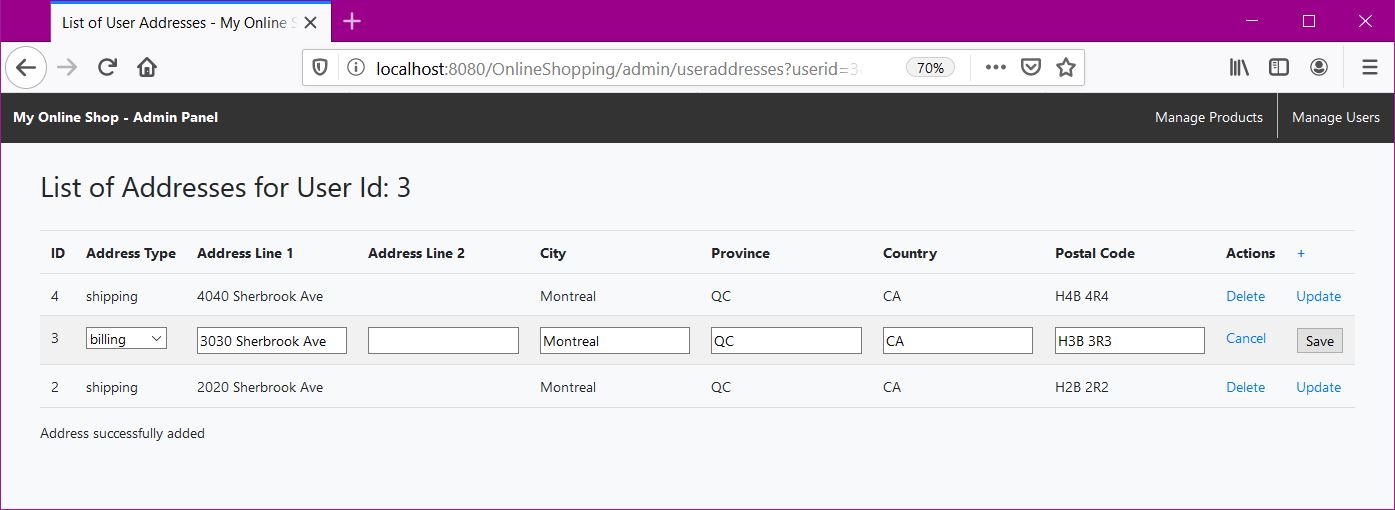 List of User Addresses - My Online S
localhost:8080/OnlineShopping/admin/useraddresses?userid=3 70%
My Online Shop - Admin Panel Manage Products Manage Users
List of Addresses for User Id: 3
ID Address Type Address Line 1 Address Line 2 City Province Country Postal Code Actions +
4 shipping 4040 Sherbrook Ave Montreal QC CA H4B 4R4 Delete Update
3 billing 3030 Sherbrook Ave Montreal QC CA H3B 3R3 Cancel Save
2 shipping 2020 Sherbrook Ave Montreal QC CA H2B 2R2 Delete Update
Address successfully added